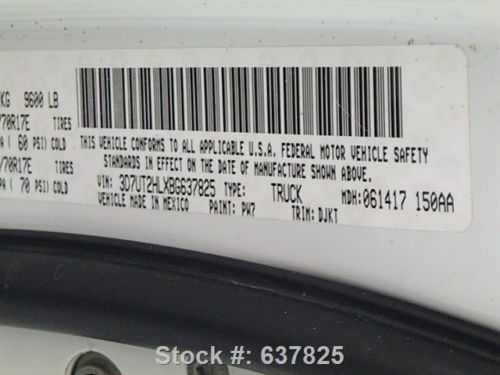 KG 9600 LB
70R17E TIRES
A ( 60 PSI) COLD
/70R17E TIRES
PA ( 70 PSI) COLD
THIS VEHICLE CONFORMS TO ALL APPLICABLE U.S.A. FEDERAL MOTOR VEHICLE SAFETY
STANDARDS IN EFFECT ON THE DATE OF MANUFACTURE SHOWN ABOVE.
VIN: 3D7UT2HLXBG637825 TYPE: TRUCK MDH: 061417 150AA
MADE IN MEXICO PAINT: PW7 TRIM: DJKT
Stock #: 637825